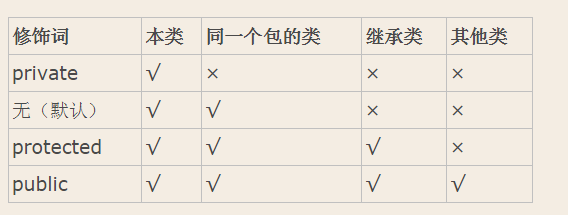 修饰词 本类 同一个包的类 继承类 其他类
private √ × × ×
无（默认） √ √ × ×
protected √ √ √ ×
public √ √ √ √